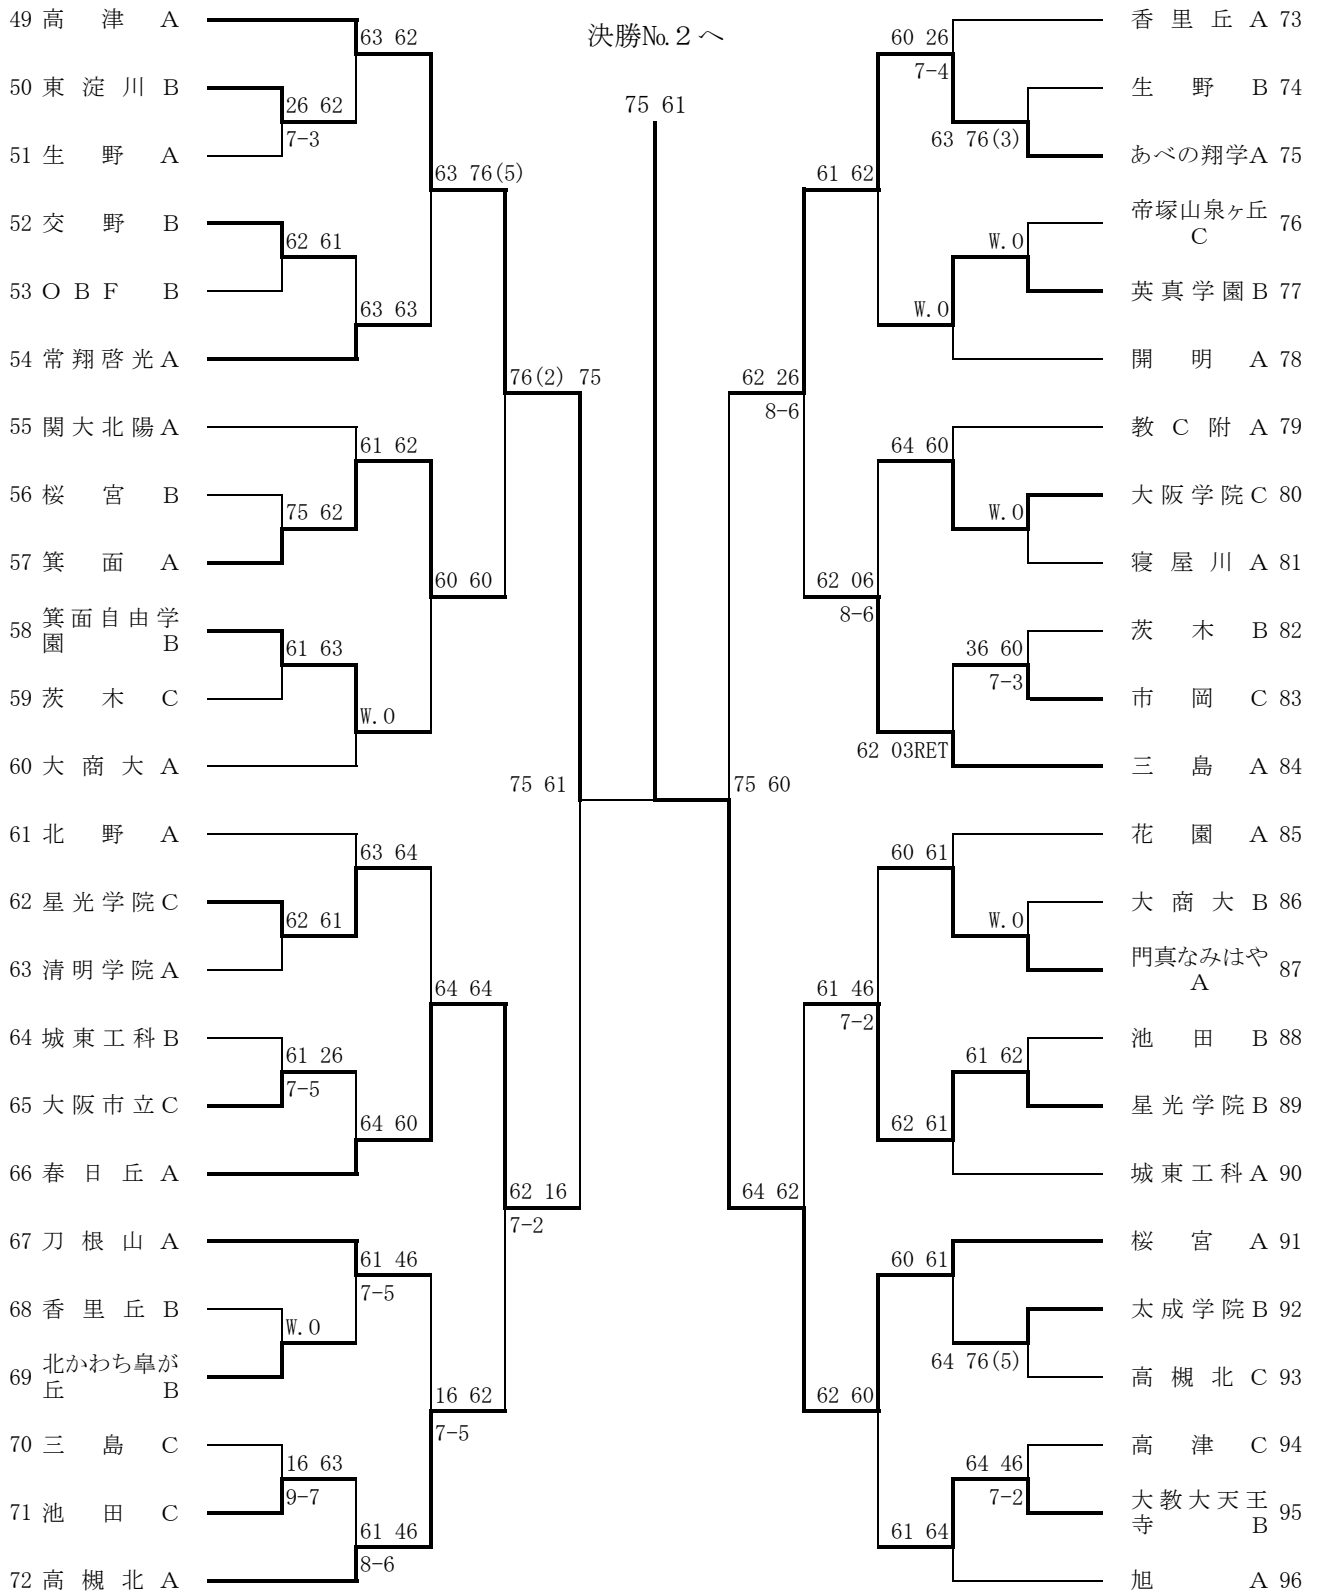 決勝№２へ
75 61
49 高津 A
63 62
50 東淀川 B
26 62
7-3
51 生野 A
63 76(5)
52 交野 B
62 61
53 ＯＢＦ B
63 63
54 常翔啓光 A
76(2) 75
55 関大北陽 A
61 62
56 桜宮 B
75 62
57 箕面 A
60 60
58 箕面自由学
園 B
61 63
59 茨木 C
W.O
60 大商大 A
75 61
61 北野 A
63 64
62 星光学院 C
62 61
63 清明学院 A
64 64
64 城東工科 B
61 26
7-5
65 大阪市立 C
64 60
66 春日丘 A
62 16
7-2
67 刀根山 A
61 46
7-5
68 香里丘 B
W.O
69 北かわち皐が
丘 B
16 62
7-5
70 三島 C
16 63
9-7
71 池田 C
61 46
8-6
72 高槻北 A
香里丘 A 73
60 26
7-4
生野 B 74
63 76(3)
あべの翔学 A 75
61 62
帝塚山泉ヶ丘
C 76
W.O
英真学園 B 77
W.O
開明 A 78
62 26
8-6
教Ｃ附 A 79
64 60
大阪学院 C 80
W.O
寝屋川 A 81
62 06
8-6
茨木 B 82
36 60
7-3
市岡 C 83
62 03RET
三島 A 84
75 60
花園 A 85
60 61
大商大 B 86
W.O
門真なみはや
A 87
61 46
7-2
池田 B 88
61 62
星光学院 B 89
62 61
城東工科 A 90
64 62
桜宮 A 91
60 61
太成学院 B 92
64 76(5)
高槻北 C 93
62 60
高津 C 94
64 46
7-2
大教大天王
寺 B 95
61 64
旭 A 96